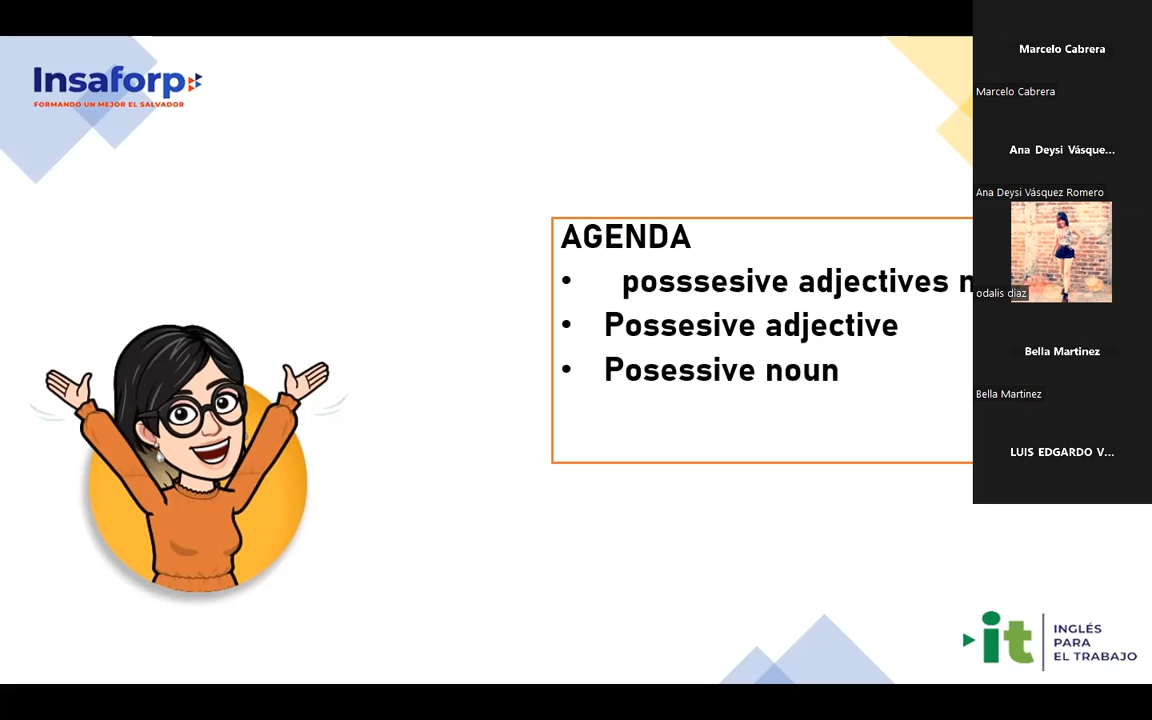 Insaforp
FORMANDO UN MEJOR EL SALVADOR
AGENDA
• posssesive adjectives
• Possesive adjective
• Posessive noun
Marcelo Cabrera
Marcelo Cabrera
Ana Deysi Vásque...
Ana Deysi Vásquez Romero
odalis diaz
Bella Martinez
Bella Martinez
LUIS EDGARDO V...
it
INGLÉS
PARA
EL TRABAJO